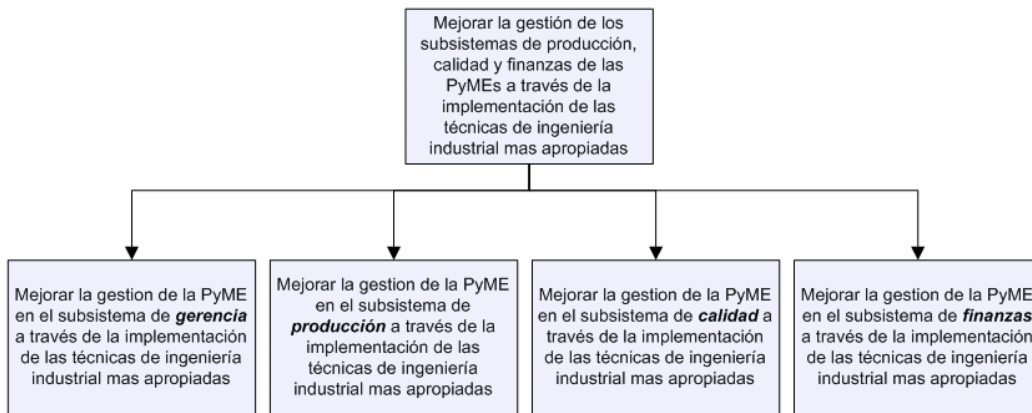 Mejorar la gestión de los
subsistemas de producción,
calidad y finanzas de las
PyMEs a través de la
implementación de las
técnicas de ingeniería
industrial mas apropiadas
Mejorar la gestion de la PyME
en el subsistema de gerencia
a través de la implementación
de las técnicas de ingeniería
industrial mas apropiadas
Mejorar la gestion de la PyME
en el subsistema de
producción a través de la
implementación de las
técnicas de ingeniería
industrial mas apropiadas
Mejorar la gestion de la PyME
en el subsistema de calidad a
través de la implementación
de las técnicas de ingeniería
industrial mas apropiadas
Mejorar la gestion de la PyME
en el subsistema de finanzas
a través de la implementación
de las técnicas de ingeniería
industrial mas apropiadas